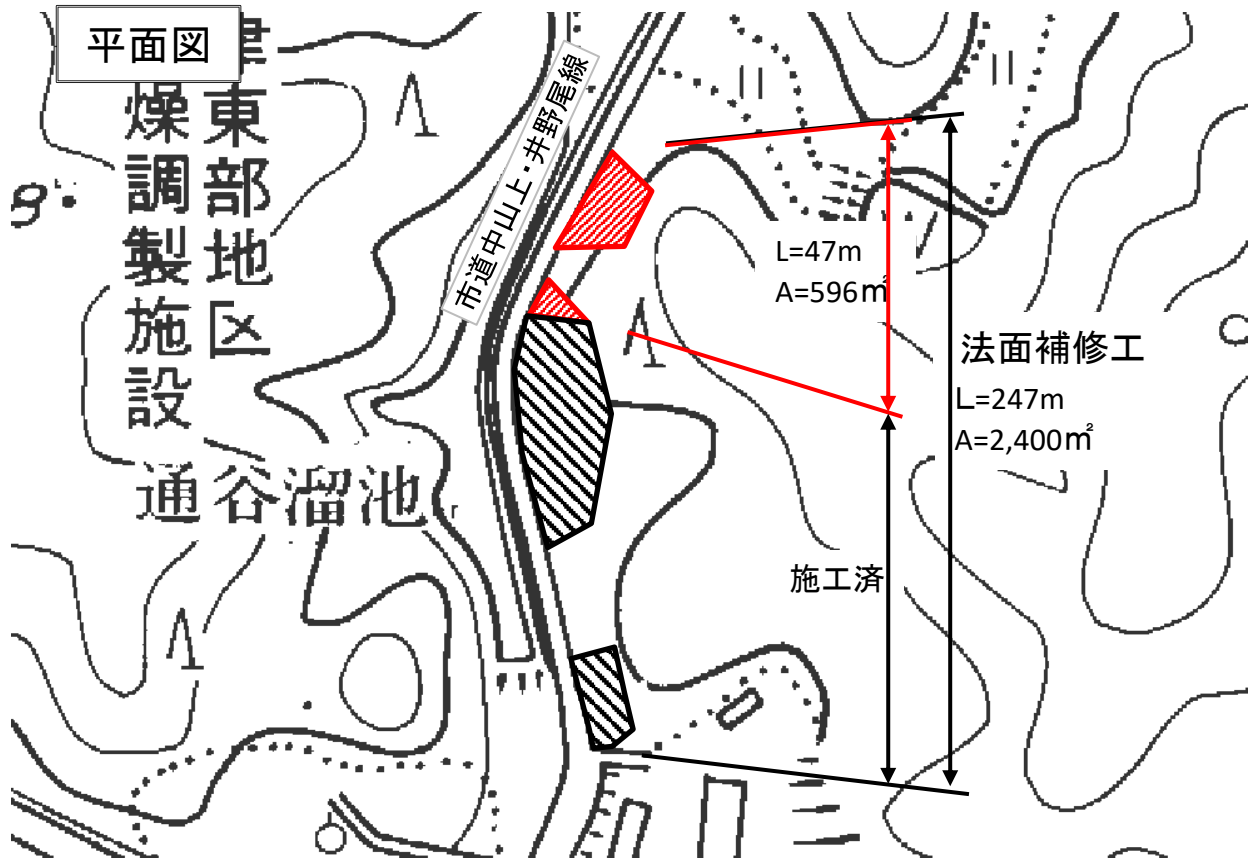 平面図
東部地区
燥調製施設
市道中山上・井野尾線
L=47m
A=596㎡
法面補修工
L=247m
A=2,400㎡
施工済
通谷溜池